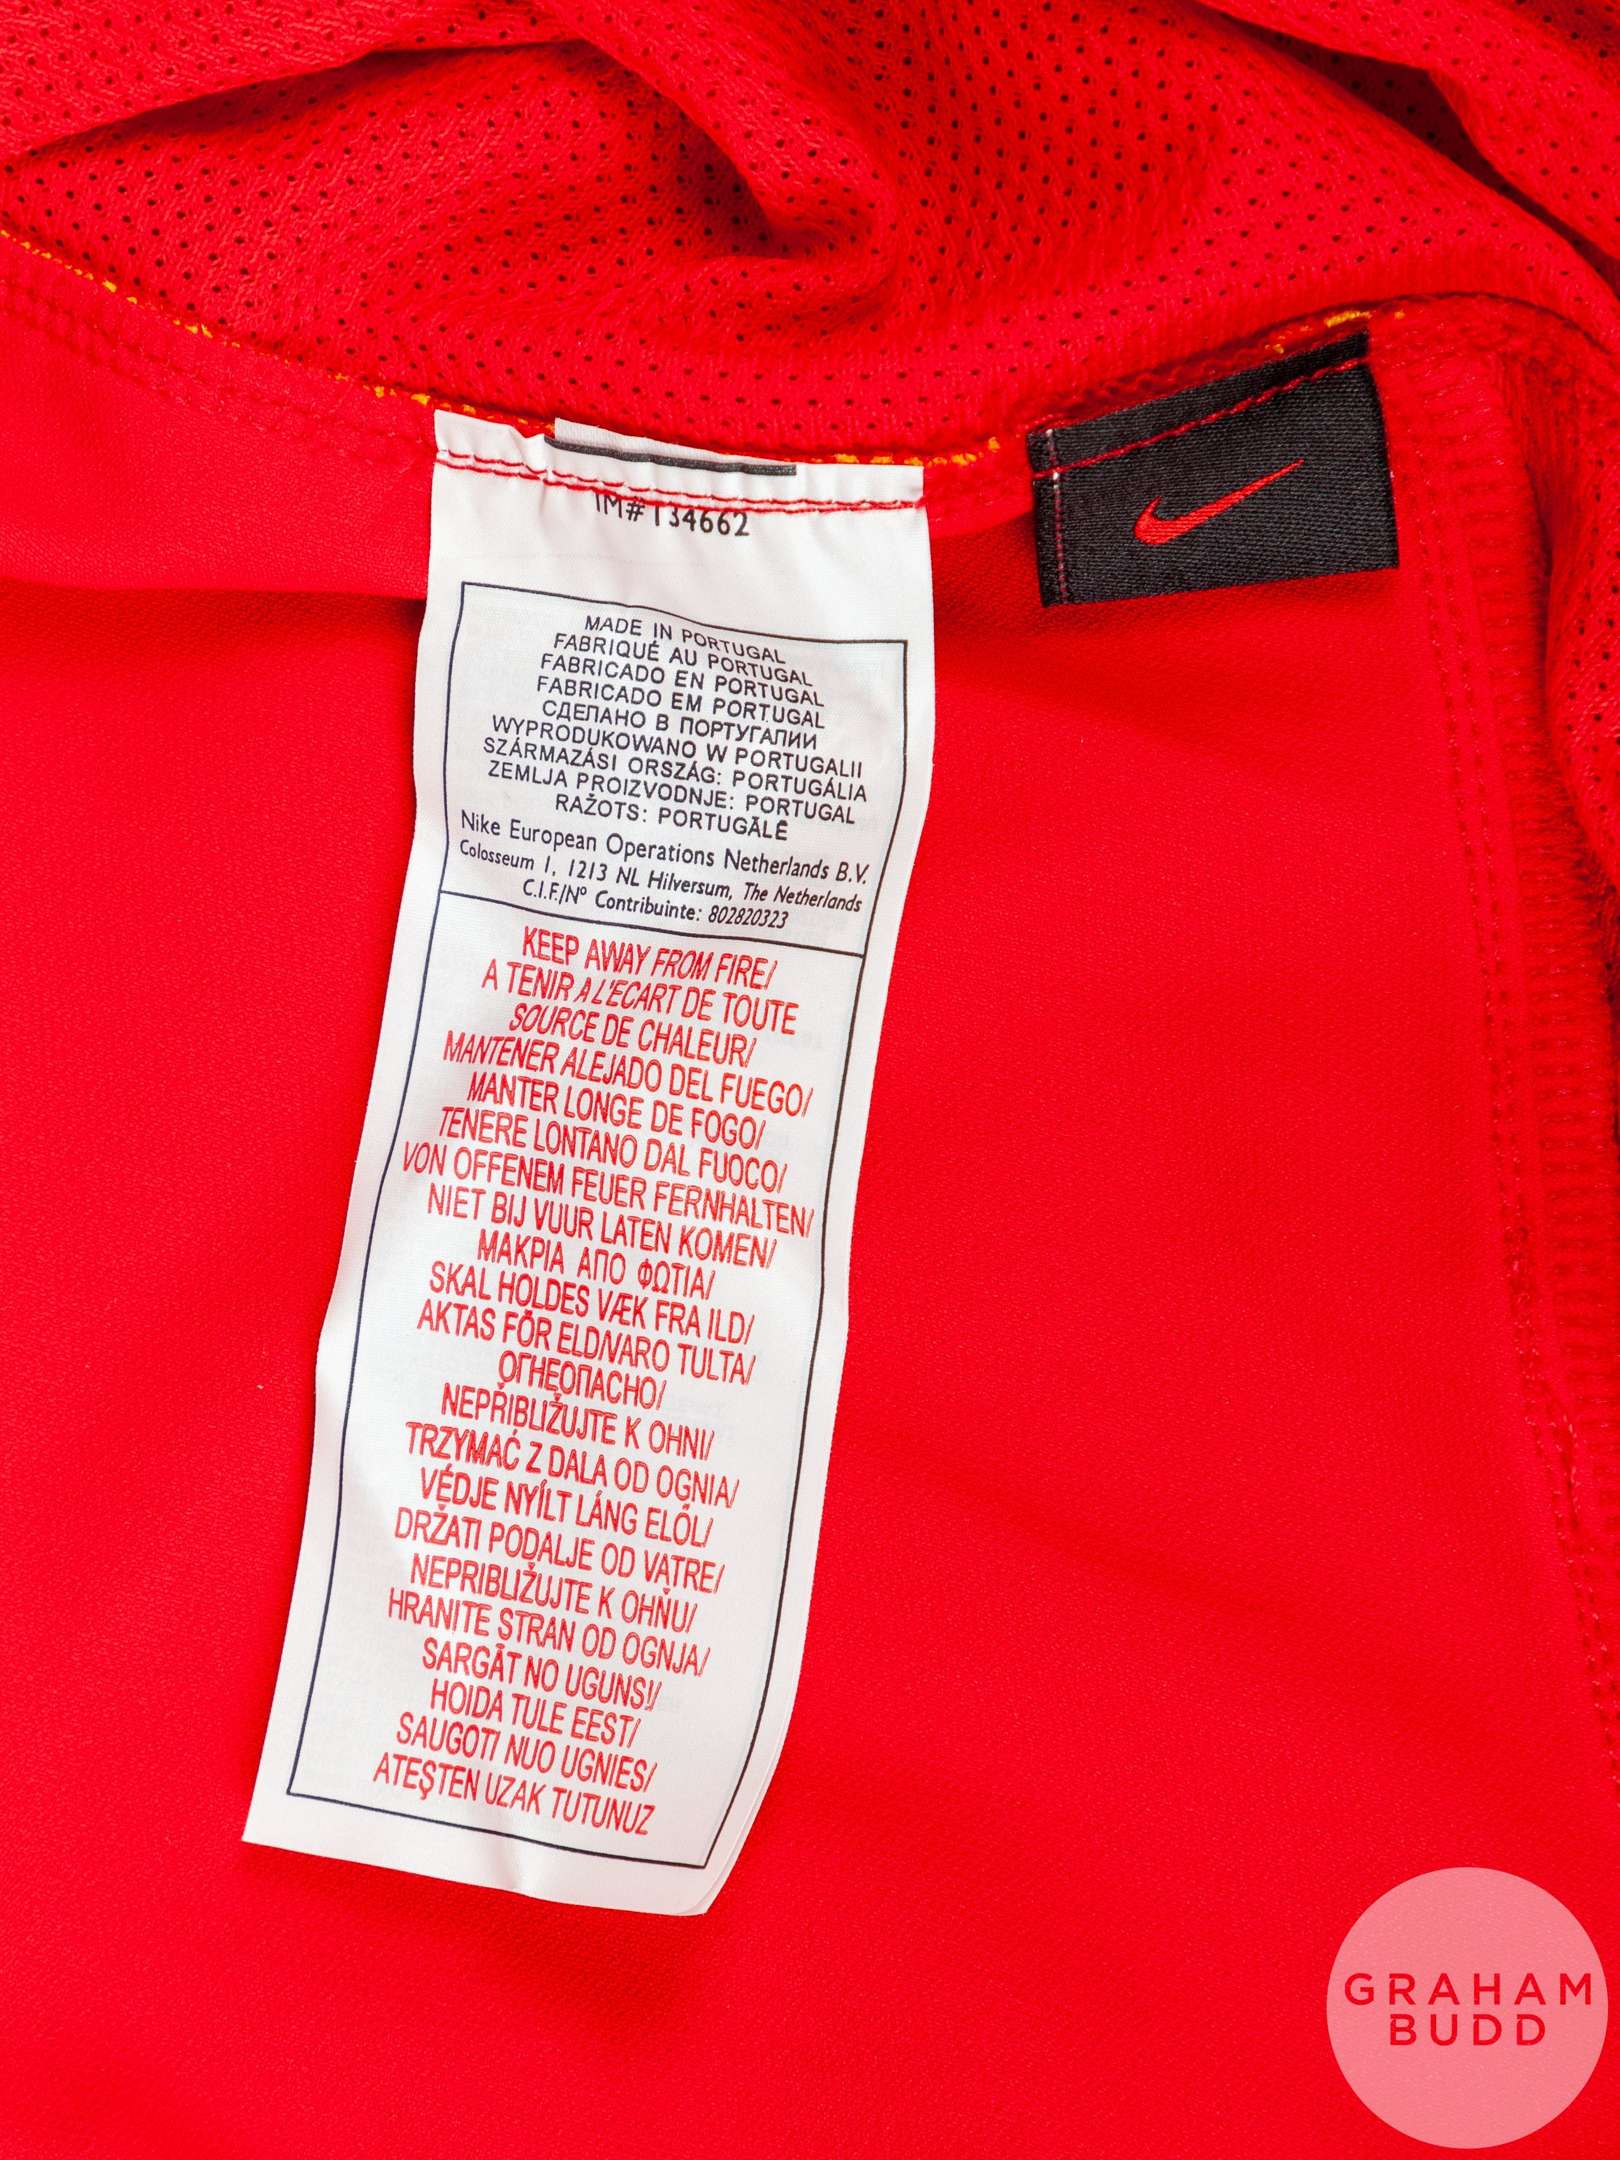 IM#134662
MADE IN PORTUGAL
FABRIQUÉ AU PORTUGAL
FABRICADO EN PORTUGAL
FABRICADO EM PORTUGAL
СДЕЛАНО В ПОРТУГАЛИИ
WYPRODUKOWANO W PORTUGALII
SZÁRMAZÁSI ORSZÁG: PORTUGÁLIA
ZEMLJA PROIZVODNJE: PORTUGAL
RAŽOTS: PORTUGĀLĒ
Nike European Operations Netherlands B.V.
Colosseum 1, 1213 NL Hilversum, The Netherlands
C.I.F./Nº Contribuinte: 802820323
KEEP AWAY FROM FIRE/
A TENIR A L'ECART DE TOUTE
SOURCE DE CHALEUR/
MANTENER ALEJADO DEL FUEGO/
MANTER LONGE DE FOGO/
TENERE LONTANO DAL FUOCO/
VON OFFENEM FEUER FERNHALTEN/
NIET BIJ VUUR LATEN KOMEN/
ΜΑΚΡΙΑ ΑΠΟ ΦΩΤΙΑ/
SKAL HOLDES VÆK FRA ILD/
AKTAS FÖR ELD/VARO TULTA/
ОГНЕОПАСНО/
NEPŘIBLIŽUJTE K OHNI/
TRZYMAĆ Z DALA OD OGNIA/
VÉDJE NYÍLT LÁNG ELŐL/
DRŽATI PODALJE OD VATRE/
NEPRIBLIŽUJTE K OHŇU/
HRANITE STRAN OD OGNJA/
SARGĀT NO UGUNS!/
HOIDA TULE EEST/
SAUGOTI NUO UGNIES/
ATEŞTEN UZAK TUTUNUZ
GRAHAM
BUDD